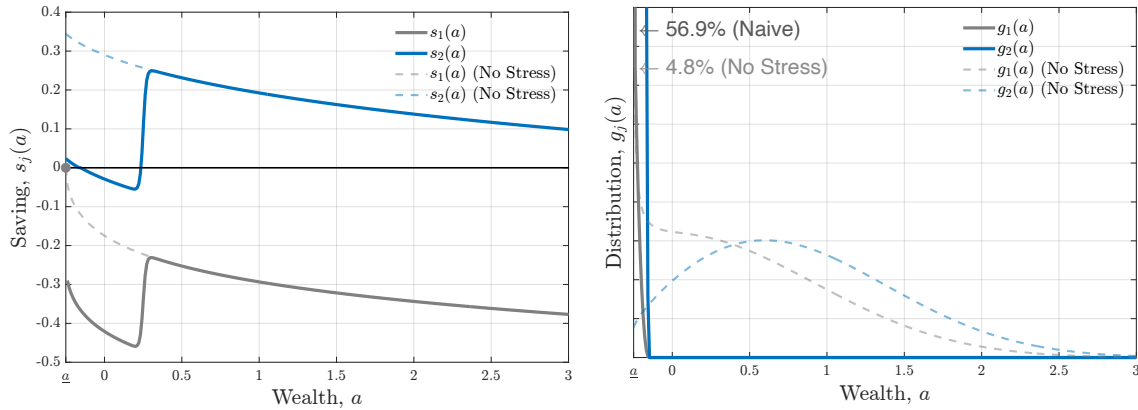 0.4
0.3
0.2
0.1
0
-0.1
-0.2
-0.3
-0.4
-0.5
Saving, s_j(a)
s_1(a)
s_2(a)
s_1(a) (No Stress)
s_2(a) (No Stress)
a 0 0.5 1 1.5 2 2.5 3
Wealth, a
Distribution, g_j(a)
← 56.9% (Naive)
← 4.8% (No Stress)
g_1(a)
g_2(a)
g_1(a) (No Stress)
g_2(a) (No Stress)
a 0 0.5 1 1.5 2 2.5 3
Wealth, a